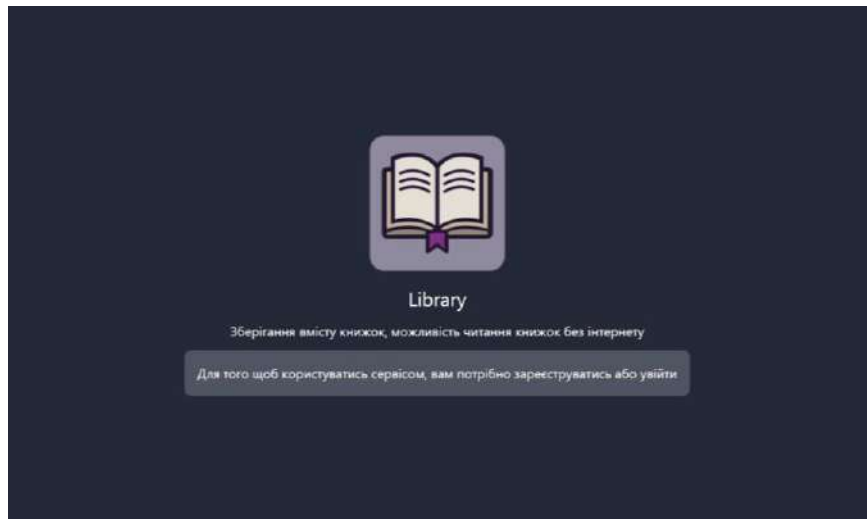 Library
Зберігання вмісту книжок, можливість читання книжок без інтернету
Для того щоб користуватись сервісом, вам потрібно зареєструватись або увійти